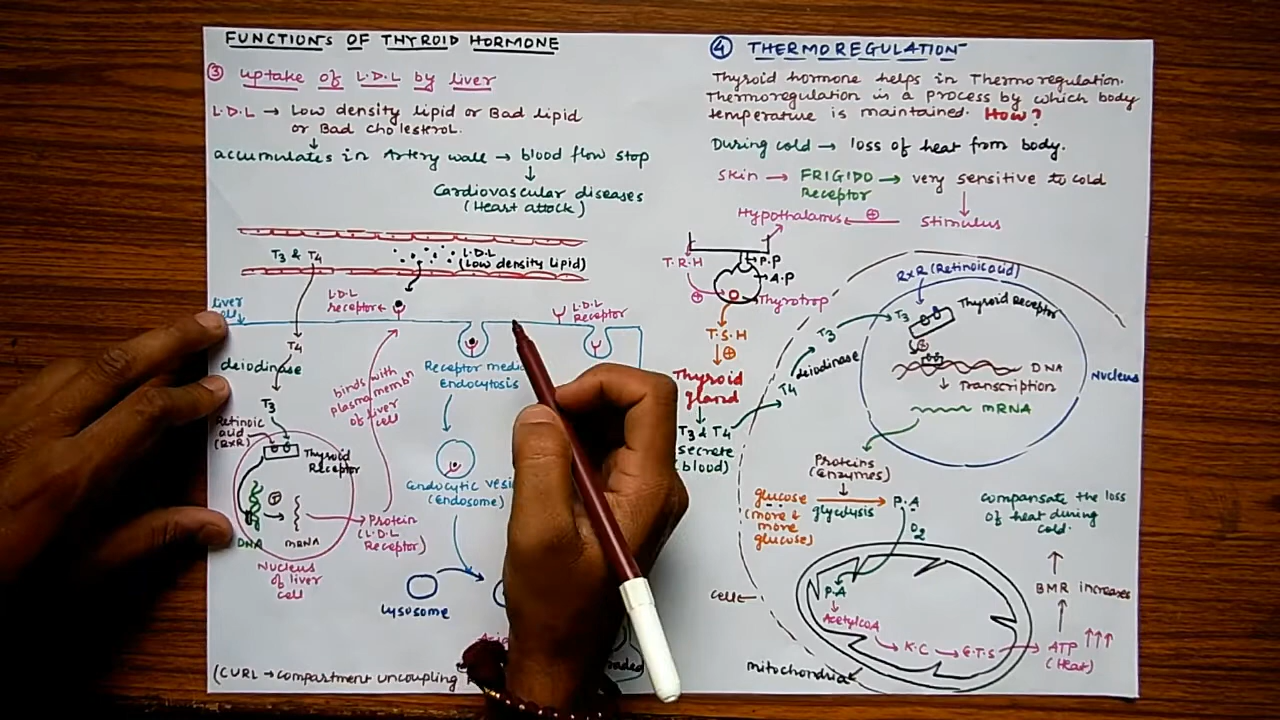 FUNCTIONS OF THYROID HORMONE
③ uptake of L.D.L by liver
L.D.L → Low density lipid or Bad lipid
or Bad cholestrol.
accumulates in Artery wall → blood flow stop
Cardiovascular diseases
(Heart attack)
T3 & T4
L.D.L
(Low density lipid)
L.D.L
receptor
L.D.L
Receptor
liver
cell
T4
deiodinase
T3
Retinoic
acid
(RXR)
Thyroid
Receptor
DNA
mRNA
Nucleus
of liver
cell
Protein
(L.D.L
Receptor)
binds with
plasma membn
of liver
cell
Receptor medi
Endocytosis
Endocytic vesi
(Endosome)
Lysosome
(CURL → compartment uncoupling
④ THERMOREGULATION
Thyroid hormone helps in Thermoregulation.
Thermoregulation is a process by which body
temperature is maintained. How?
During cold → loss of heat from body.
Skin → FRIGIDO → very sensitive to cold
Receptor
Hypothalamus ← ⊕ Stimulus
T.R.H
P.P
A.P
⊕
Thyrotrop
T.S.H
⊕
Thyroid
gland
T3 & T4
secrete
(blood)
T4
deiodinase
T3
T3
RXR (Retinoic acid)
Thyroid Receptor
DNA
Transcription
mRNA
Nucleus
Proteins
(Enzymes)
glucose → P.A
(more & glycolysis
more
glucose)
O2
P.A
AcetylCOA
K.C → E.T.S → ATP ↑↑↑
(Heat)
BMR increases
compensate the loss
of heat during
cold.
cell
mitochondria